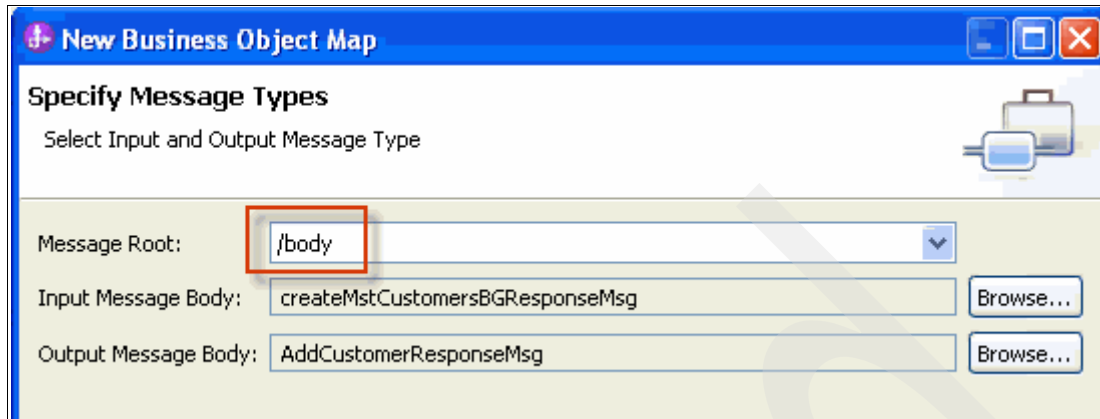 New Business Object Map
Specify Message Types
Select Input and Output Message Type
Message Root: /body
Input Message Body: createMstCustomersBGResponseMsg Browse...
Output Message Body: AddCustomerResponseMsg Browse...